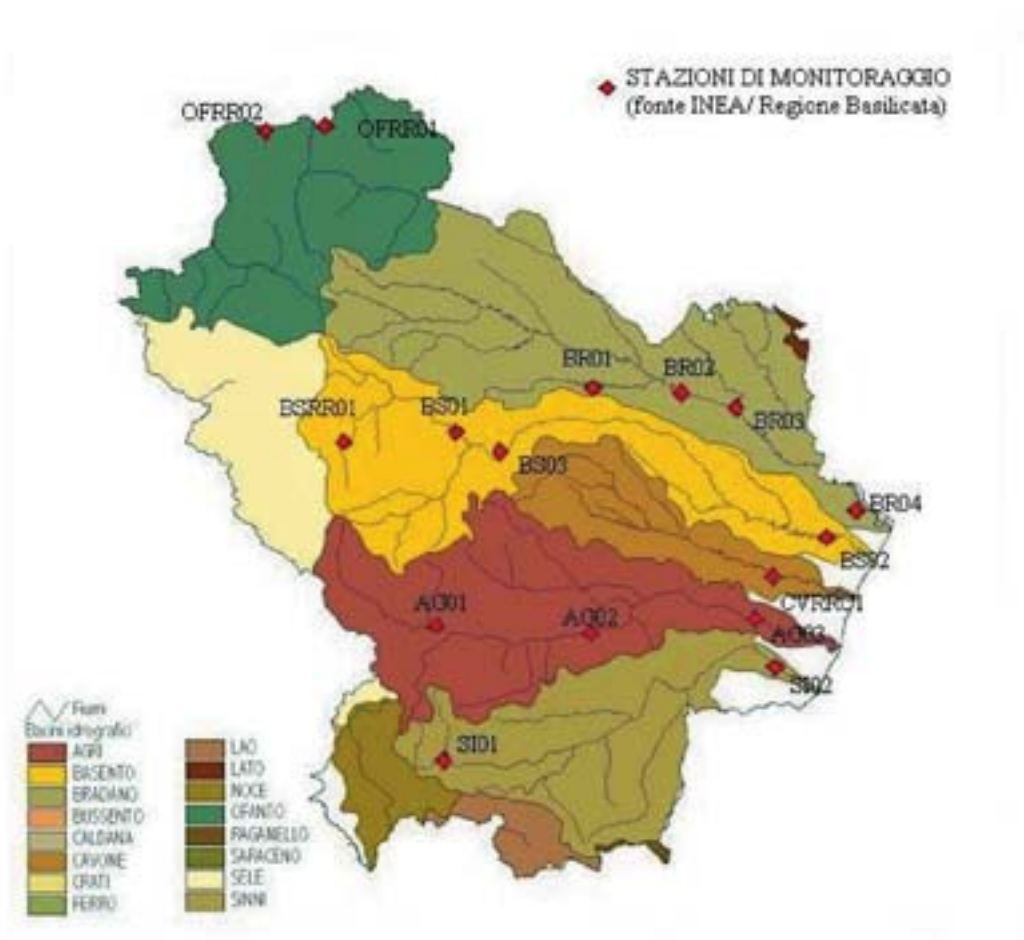 STAZIONI DI MONITORAGGIO
(fonte INEA/ Regione Basilicata)
OFRR02
OFRR01
BR01
BR02
BR03
BSRR01
BS01
BS03
BR04
BS02
CVRR01
AG01
AG02
AG03
SI02
SI01
Fiumi
Bacini idrografici
AGRI
BASENTO
BRADANO
BUSSENTO
CALDANA
CAVONE
CRATI
FERRO
LAO
LATO
NOCE
OFANTO
PAGANELLO
SARACENO
SELE
SINNI